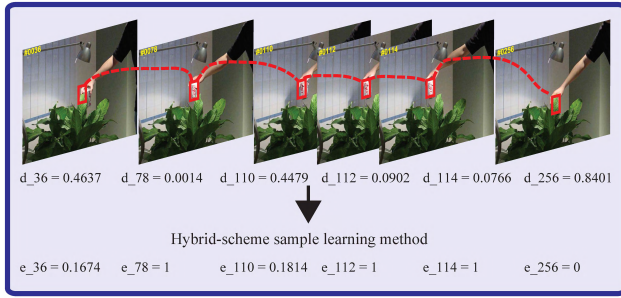 #0036 #0078 #0110 #0112 #0114 #0256
d_36 = 0.4637 d_78 = 0.0014 d_110 = 0.4479 d_112 = 0.0902 d_114 = 0.0766 d_256 = 0.8401
Hybrid-scheme sample learning method
e_36 = 0.1674 e_78 = 1 e_110 = 0.1814 e_112 = 1 e_114 = 1 e_256 = 0